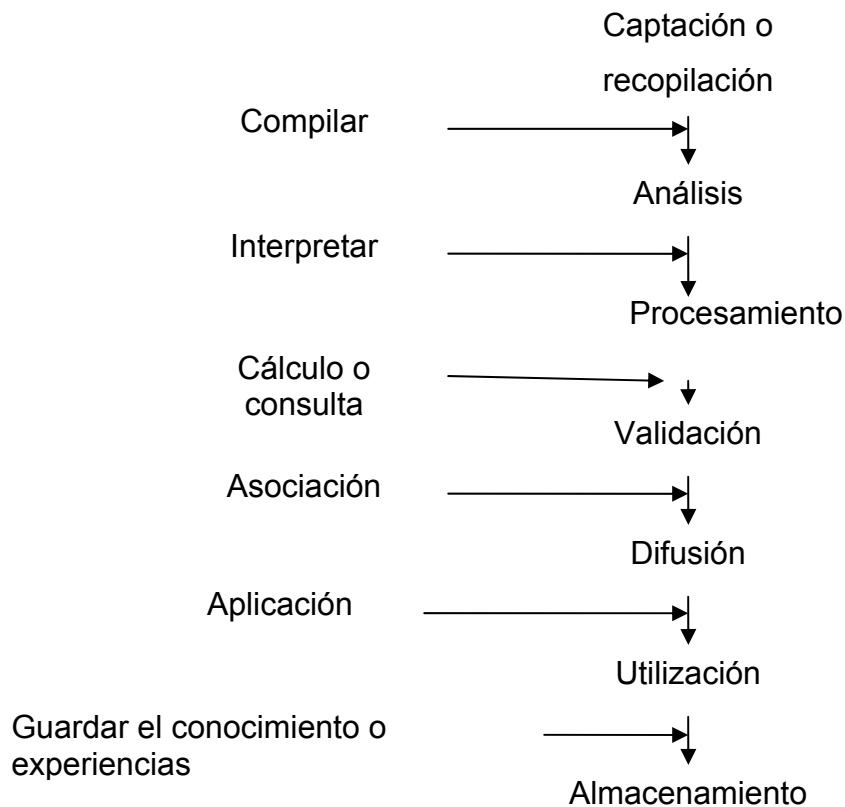 Captación o
recopilación
Compilar
Análisis
Interpretar
Procesamiento
Cálculo o
consulta
Validación
Asociación
Difusión
Aplicación
Utilización
Guardar el conocimiento o
experiencias
Almacenamiento